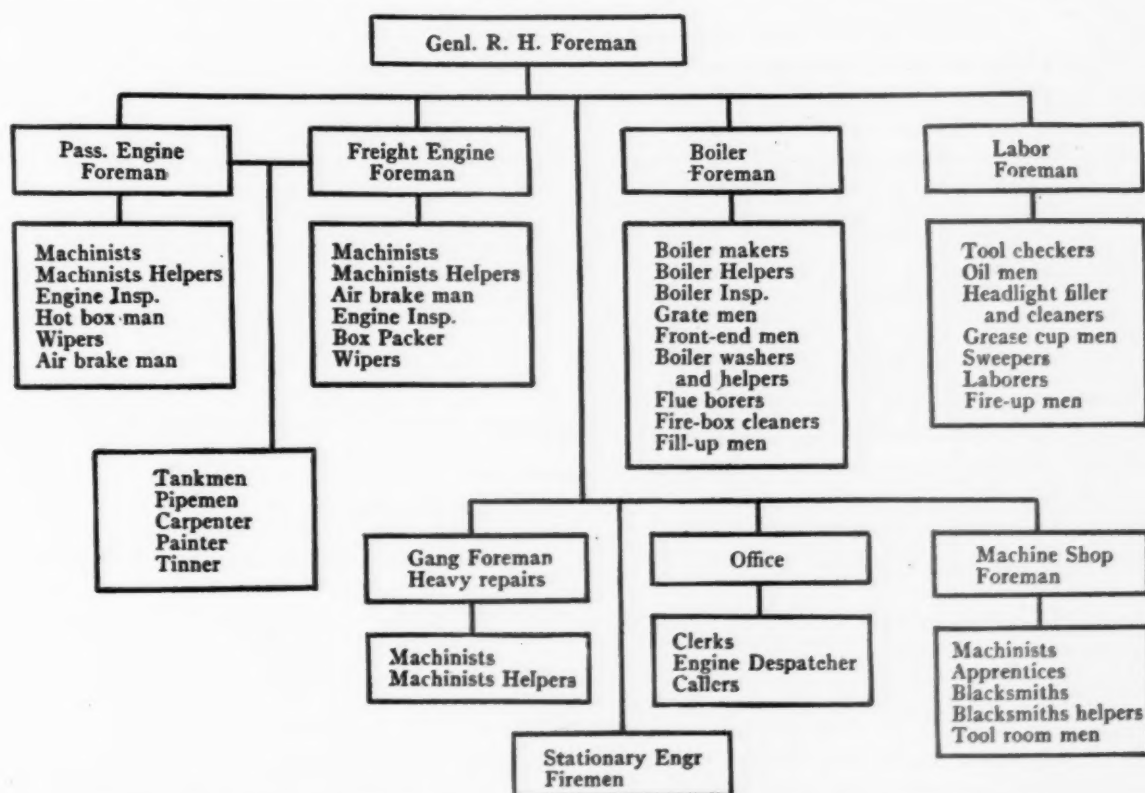 Genl. R. H. Foreman
Pass. Engine
Foreman
Freight Engine
Foreman
Boiler
Foreman
Labor
Foreman
Machinists
Machinists Helpers
Engine Insp.
Hot box man
Wipers
Air brake man
Machinists
Machinists Helpers
Air brake man
Engine Insp.
Box Packer
Wipers
Boiler makers
Boiler Helpers
Boiler Insp.
Grate men
Front-end men
Boiler washers
and helpers
Flue borers
Fire-box cleaners
Fill-up men
Tool checkers
Oil men
Headlight filler
and cleaners
Grease cup men
Sweepers
Laborers
Fire-up men
Tankmen
Pipemen
Carpenter
Painter
Tinner
Gang Foreman
Heavy repairs
Office
Machine Shop
Foreman
Machinists
Machinists Helpers
Clerks
Engine Despatcher
Callers
Machinists
Apprentices
Blacksmiths
Blacksmiths helpers
Tool room men
Stationary Engr
Firemen